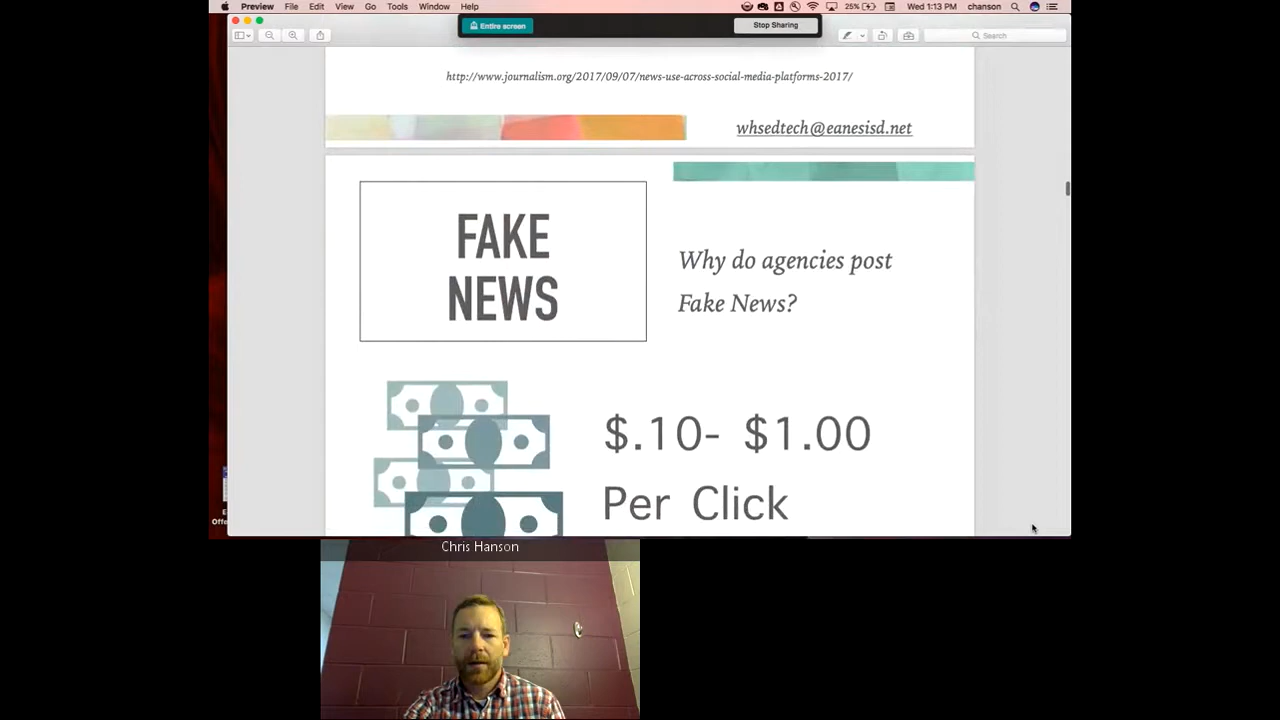 Preview File Edit View Go Tools Window Help 25% Wed 1:13 PM chanson
Entire screen Stop Sharing
Search
http://www.journalism.org/2017/09/07/news-use-across-social-media-platforms-2017/
whsedtech@eanesisd.net
FAKE
NEWS
Why do agencies post
Fake News?
$.10- $1.00
Per Click
Chris Hanson